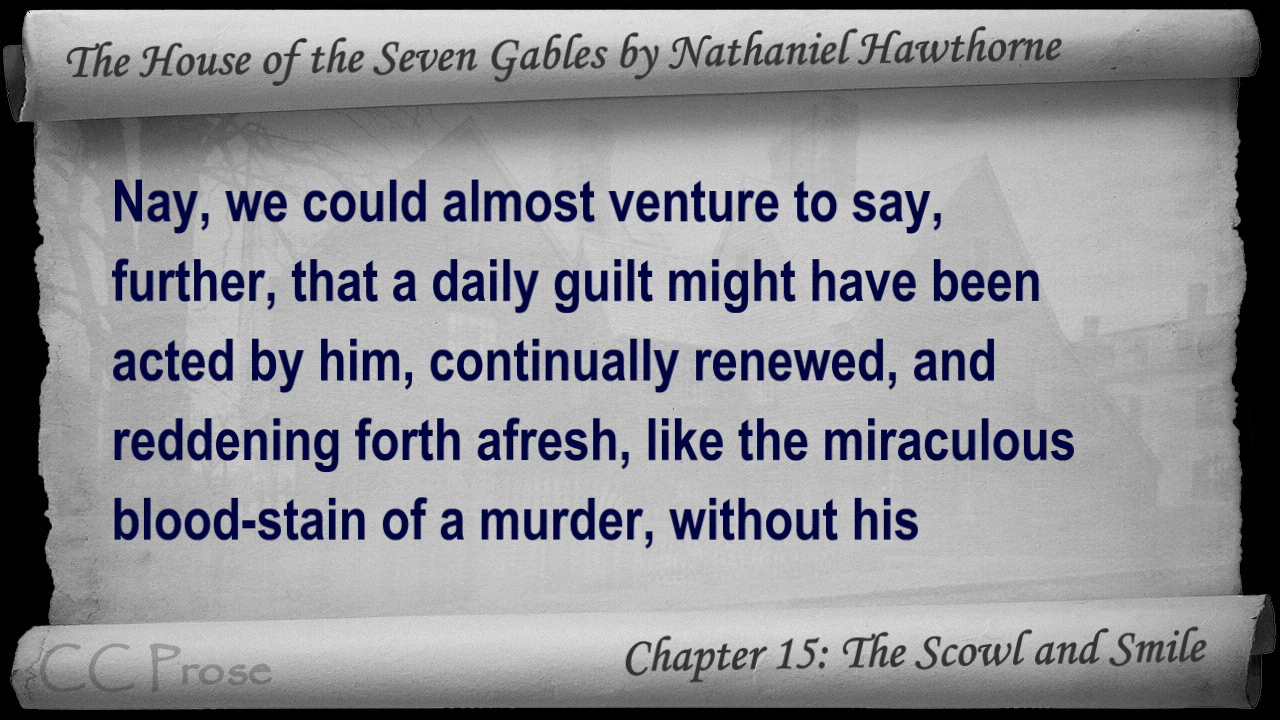 The House of the Seven Gables by Nathaniel Hawthorne
Nay, we could almost venture to say,
further, that a daily guilt might have been
acted by him, continually renewed, and
reddening forth afresh, like the miraculous
blood-stain of a murder, without his
CC Prose
Chapter 15: The Scowl and Smile